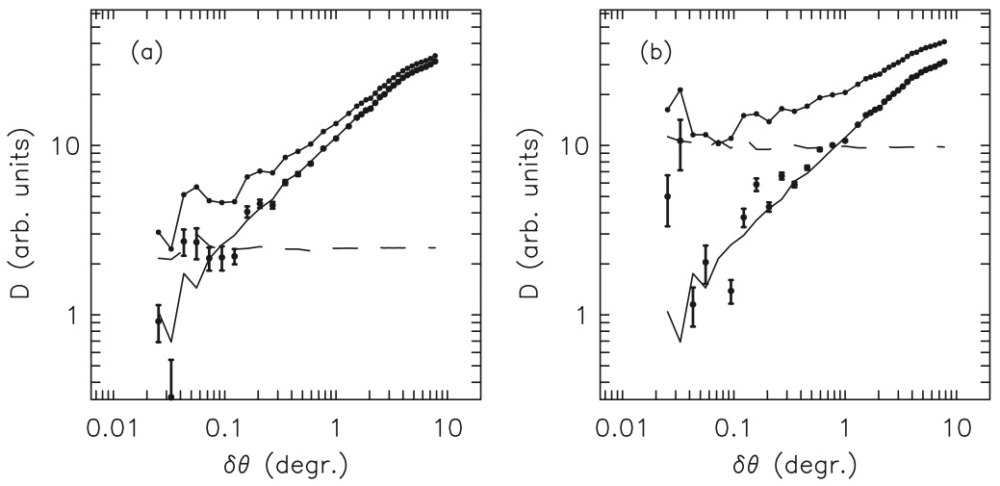 (a)
10
1
D (arb. units)
0.01 0.1 1 10
δθ (degr.)
(b)
10
1
D (arb. units)
0.01 0.1 1 10
δθ (degr.)